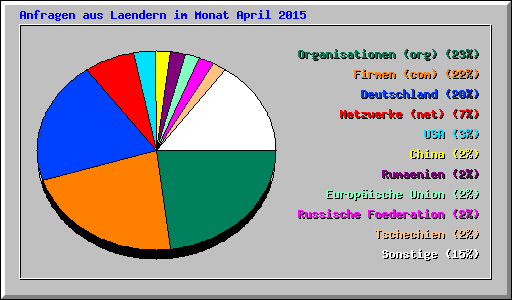 Anfragen aus Laendern im Monat April 2015
Organisationen (org) (23%)
Firmen (com) (22%)
Deutschland (20%)
Netzwerke (net) (7%)
USA (3%)
China (2%)
Rumaenien (2%)
Europäische Union (2%)
Russische Foederation (2%)
Tschechien (2%)
Sonstige (15%)